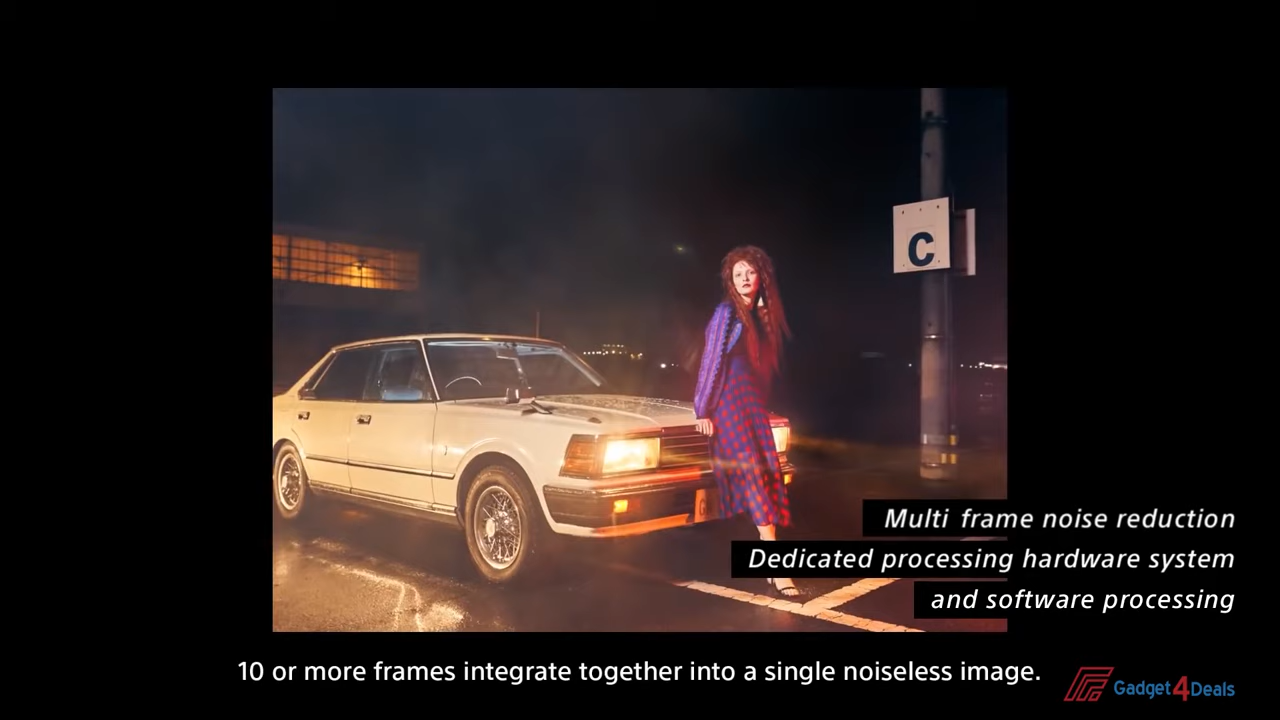 C
Multi frame noise reduction
Dedicated processing hardware system
and software processing
10 or more frames integrate together into a single noiseless image.
Gadget4Deals